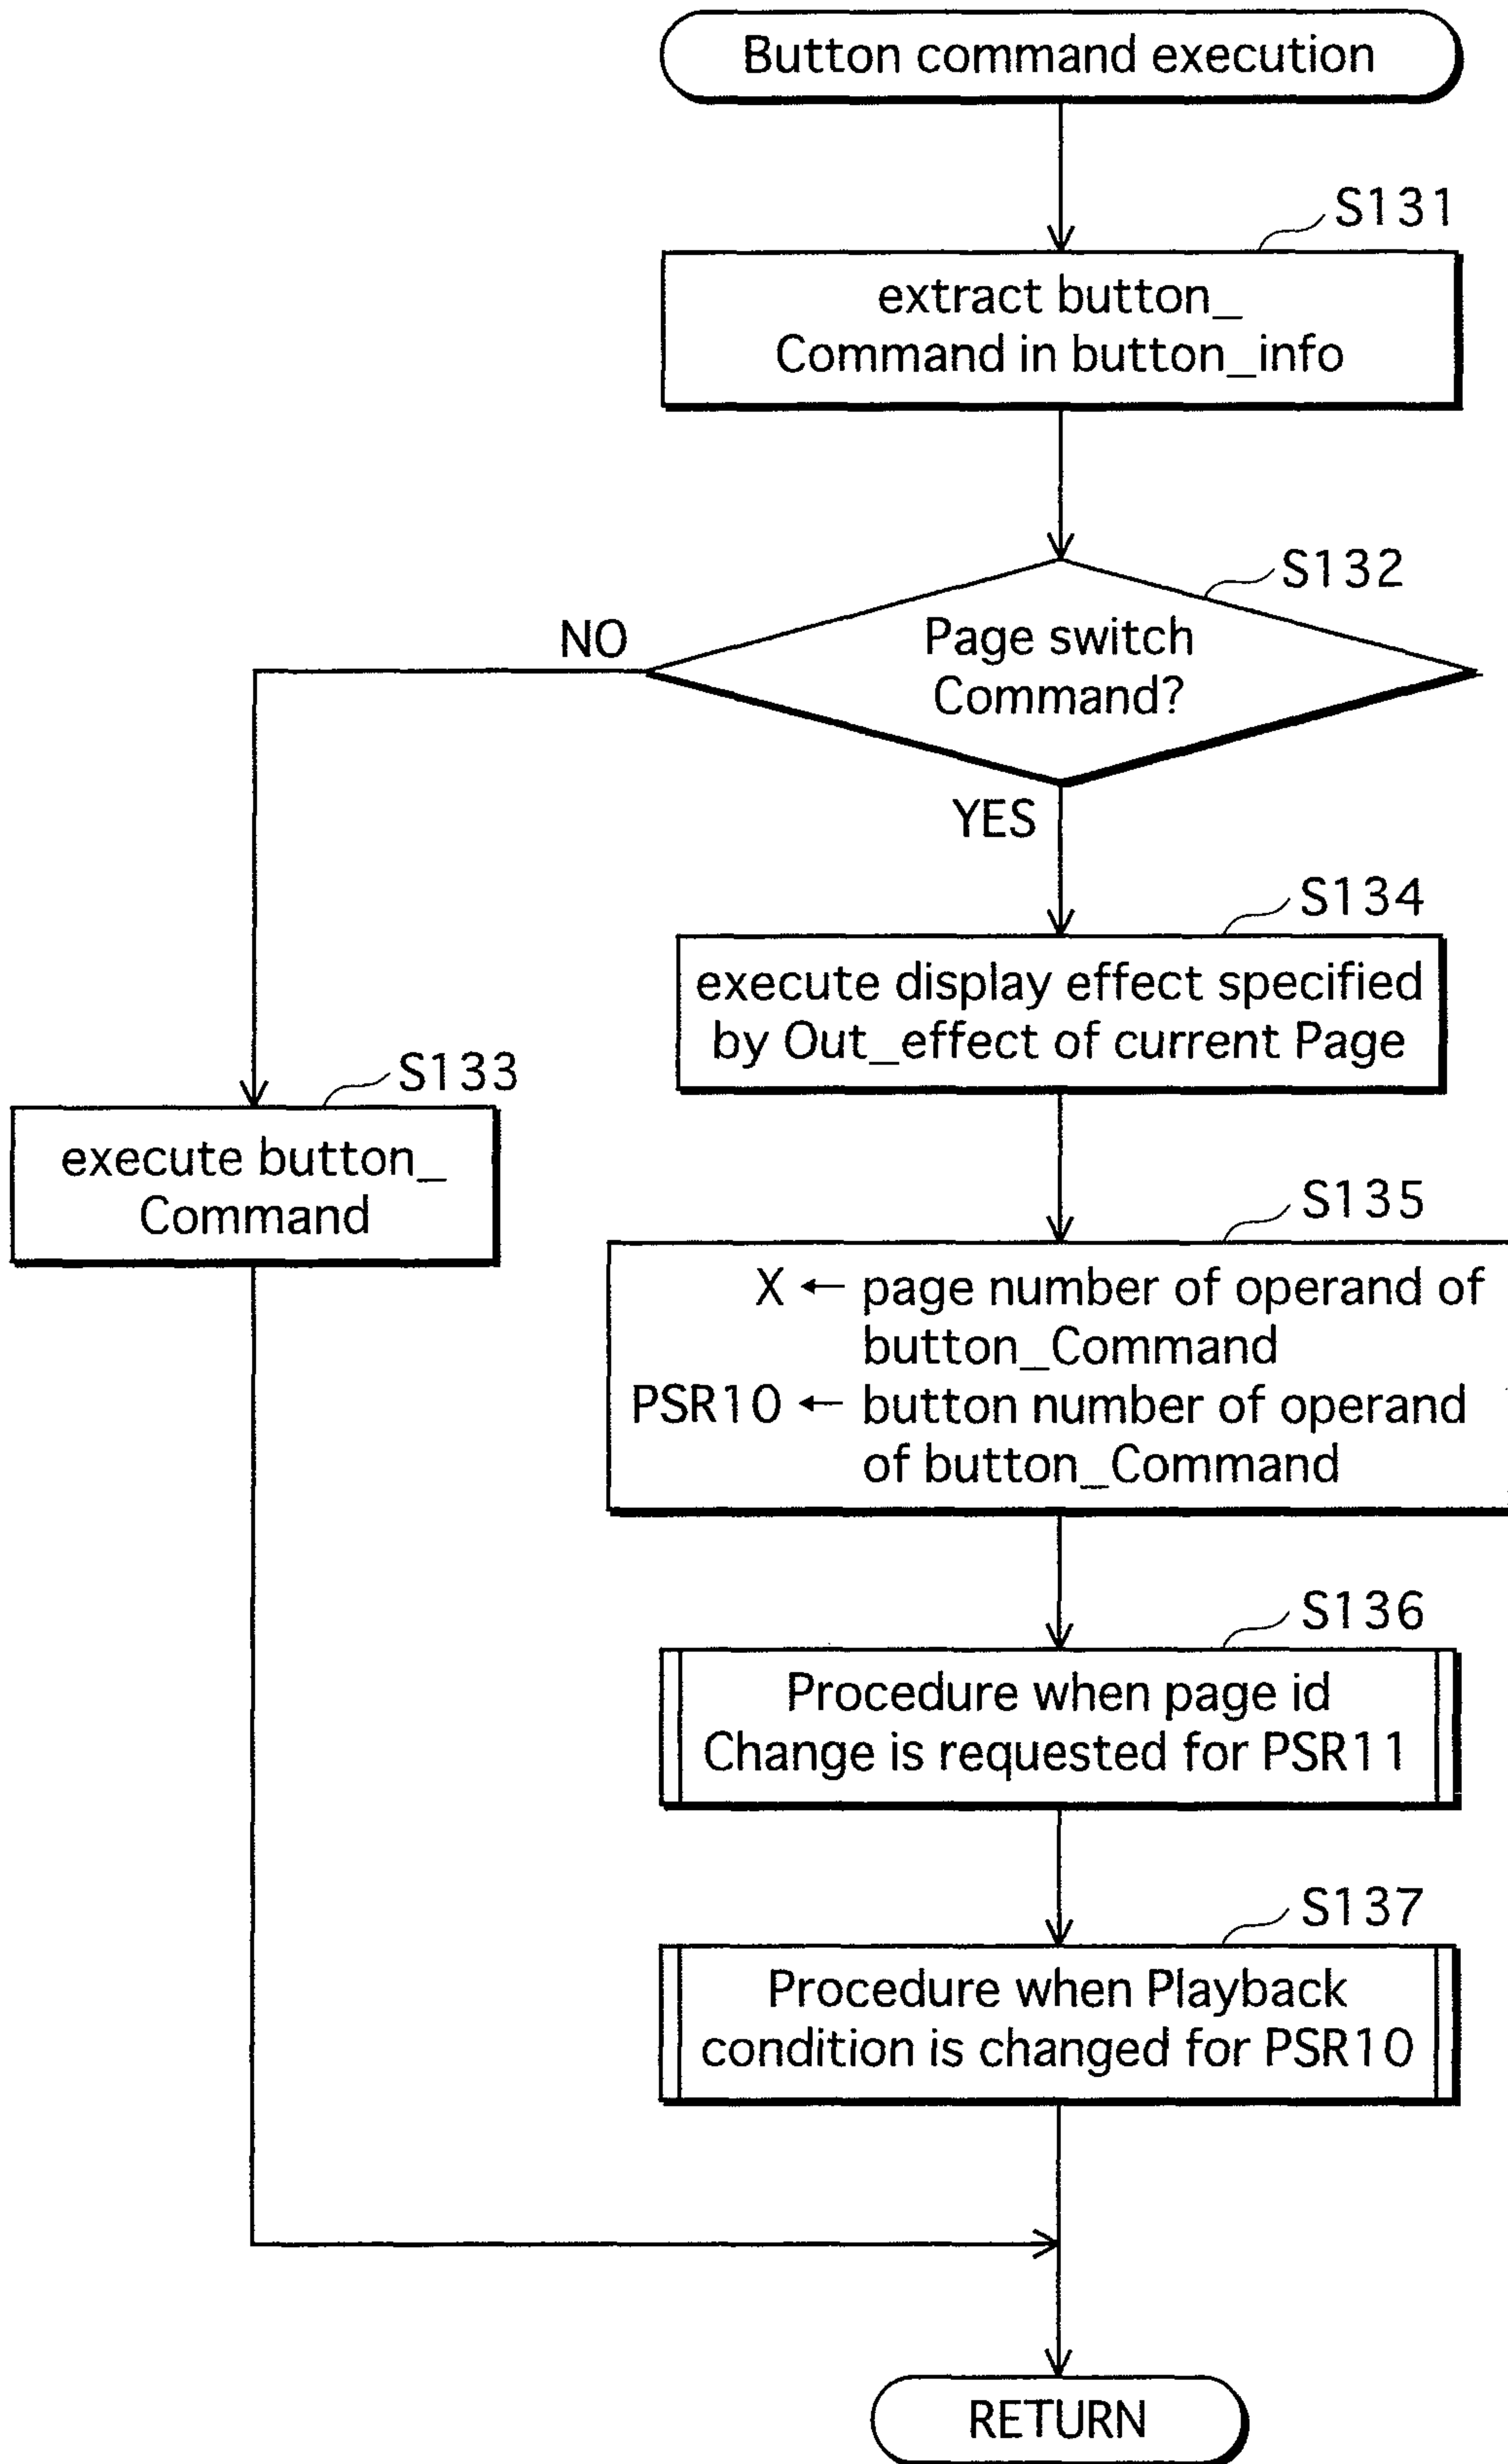 Button command execution
S131
extract button_
Command in button_info
S132
Page switch
Command?
NO
YES
S134
execute display effect specified
by Out_effect of current Page
S133
execute button_
Command
S135
X ← page number of operand of
button_Command
PSR10 ← button number of operand
of button_Command
S136
Procedure when page id
Change is requested for PSR11
S137
Procedure when Playback
condition is changed for PSR10
RETURN